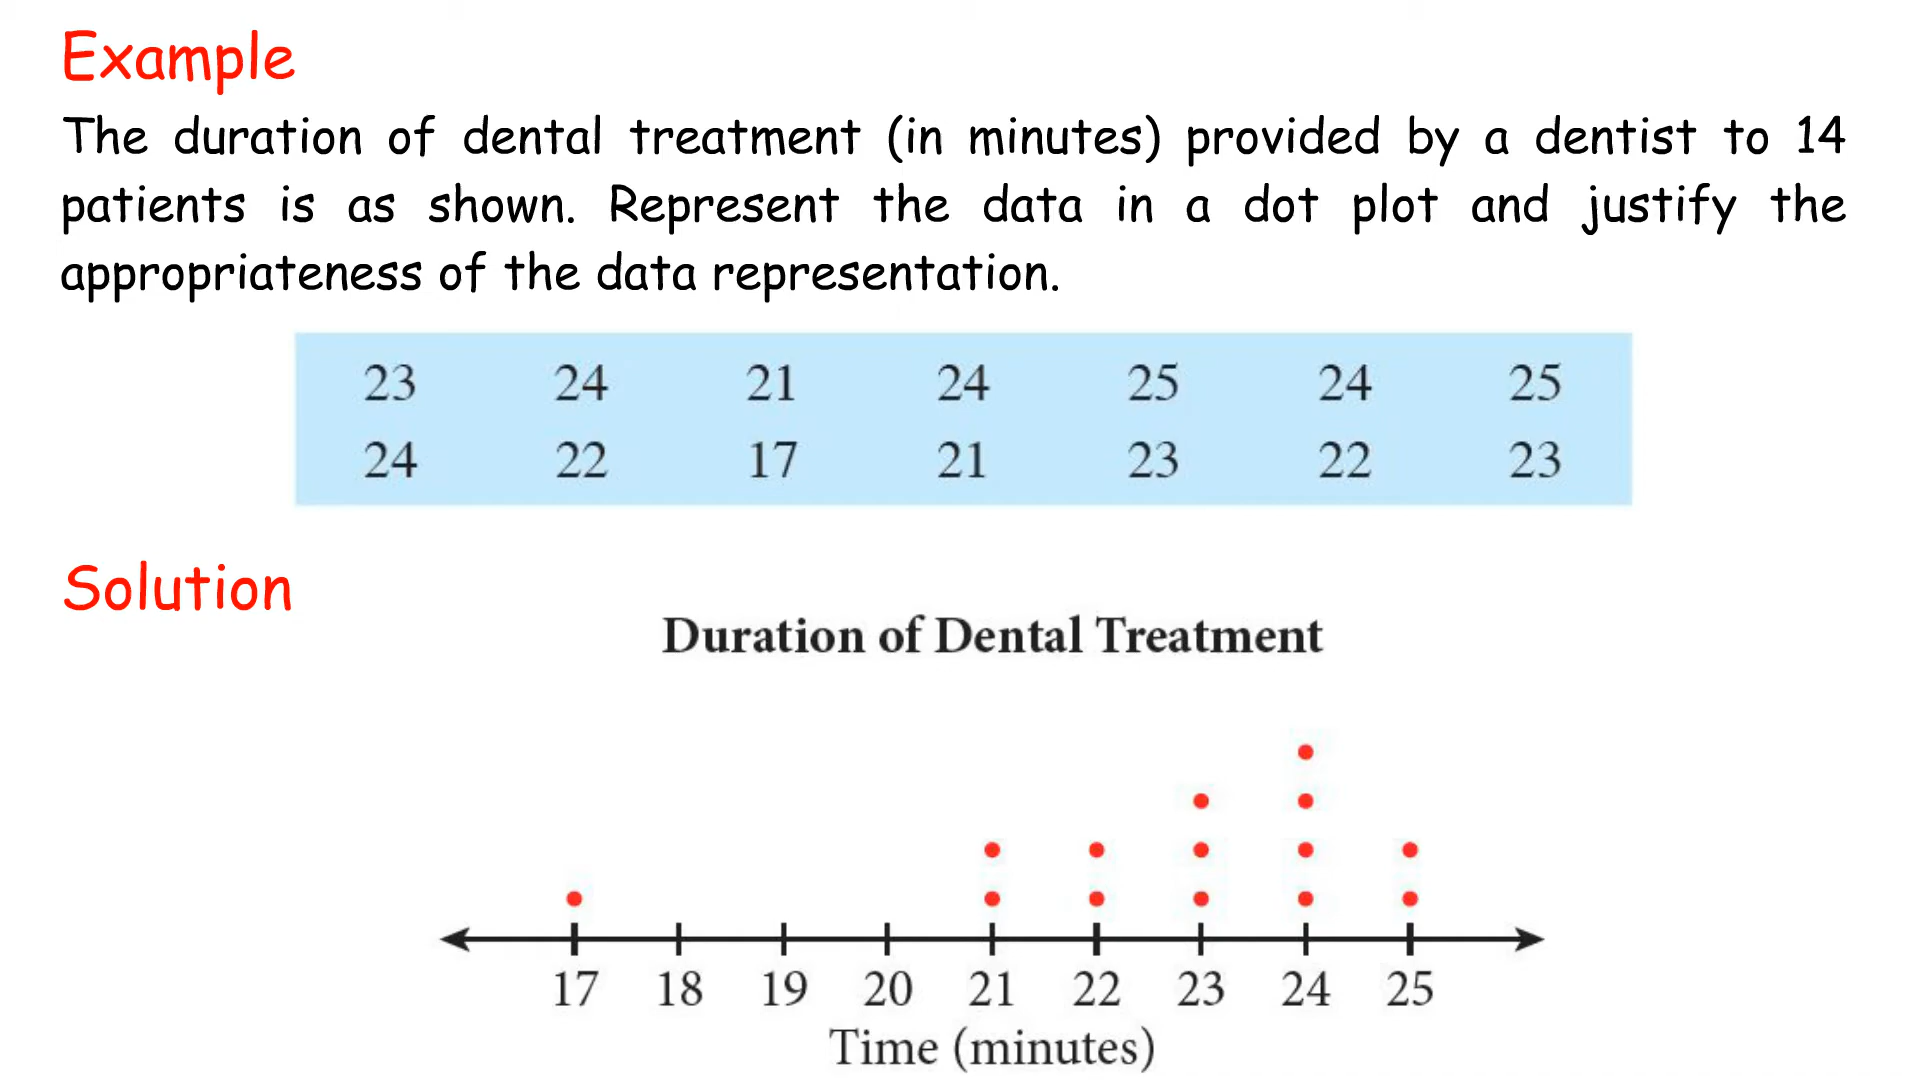 Example
The duration of dental treatment (in minutes) provided by a dentist to 14
patients is as shown. Represent the data in a dot plot and justify the
appropriateness of the data representation.
23 24 21 24 25 24 25
24 22 17 21 23 22 23
Solution
Duration of Dental Treatment
17 18 19 20 21 22 23 24 25
Time (minutes)